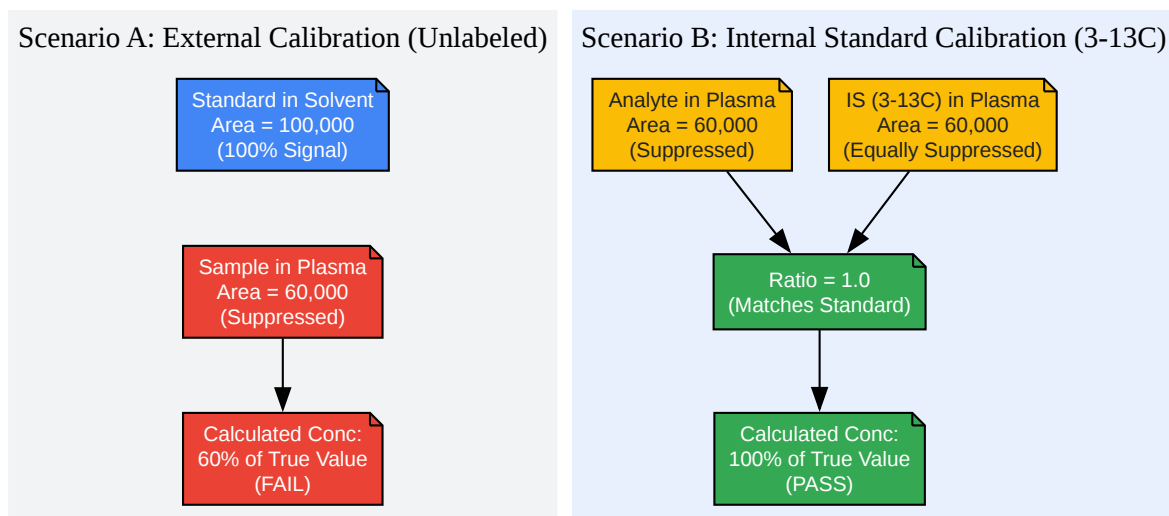 Scenario A: External Calibration (Unlabeled)
Standard in Solvent
Area = 100,000
(100% Signal)
Sample in Plasma
Area = 60,000
(Suppressed)
Calculated Conc:
60% of True Value
(FAIL)
Scenario B: Internal Standard Calibration (3-13C)
Analyte in Plasma
Area = 60,000
(Suppressed)
IS (3-13C) in Plasma
Area = 60,000
(Equally Suppressed)
Ratio = 1.0
(Matches Standard)
Calculated Conc:
100% of True Value
(PASS)